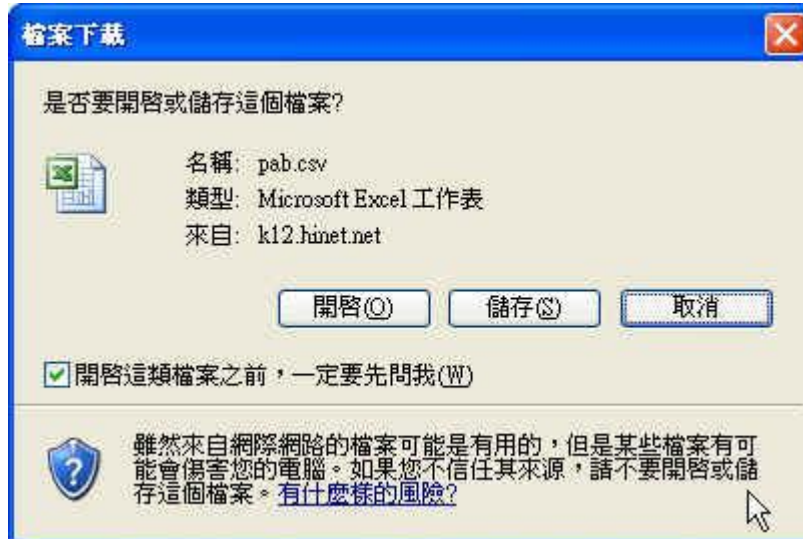 檔案下載
是否要開啓或儲存這個檔案?
名稱: pab.csv
類型: Microsoft Excel 工作表
來自: k12.hinet.net
開啓(O) 儲存(S) 取消
開啓這類檔案之前，一定要先問我(W)
雖然來自網際網路的檔案可能是有用的，但是某些檔案有可
能會傷害您的電腦。如果您不信任其來源，請不要開啓或儲
存這個檔案。有什麼樣的風險?